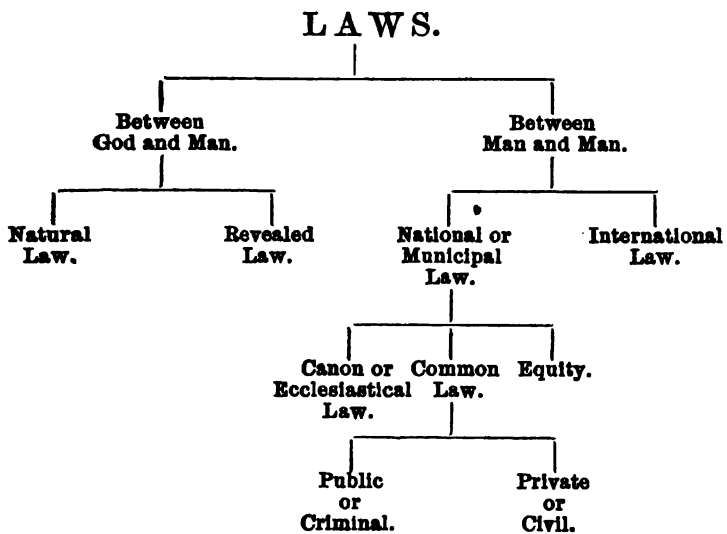 LAWS.
Between
God and Man.
Between
Man and Man.
Natural
Law.
Revealed
Law.
National or
Municipal
Law.
International
Law.
Canon or
Ecclesiastical
Law.
Common
Law.
Equity.
Public
or
Criminal.
Private
or
Civil.